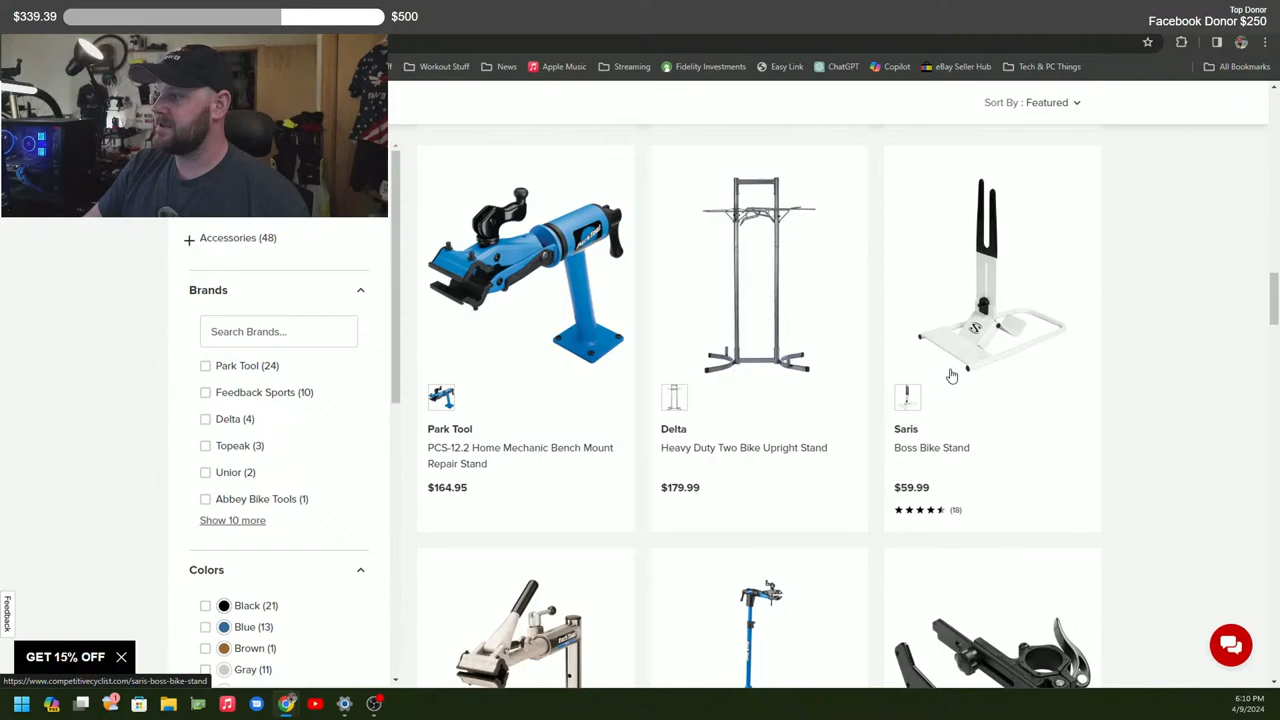 $339.39
$500
Top Donor
Facebook Donor $250
Workout Stuff
News
Apple Music
Streaming
Fidelity Investments
Easy Link
ChatGPT
Copilot
eBay Seller Hub
Tech & PC Things
All Bookmarks
Sort By : Featured
Accessories (48)
Brands
Search Brands...
Park Tool (24)
Feedback Sports (10)
Delta (4)
Topeak (3)
Unior (2)
Abbey Bike Tools (1)
Show 10 more
Colors
Black (21)
Blue (13)
Brown (1)
Gray (11)
Park Tool
PCS-12.2 Home Mechanic Bench Mount
Repair Stand
$164.95
Delta
Heavy Duty Two Bike Upright Stand
$179.99
Saris
Boss Bike Stand
$59.99
(18)
Feedback
GET 15% OFF
https://www.competitivecyclist.com/saris-boss-bike-stand
6:10 PM
4/9/2024